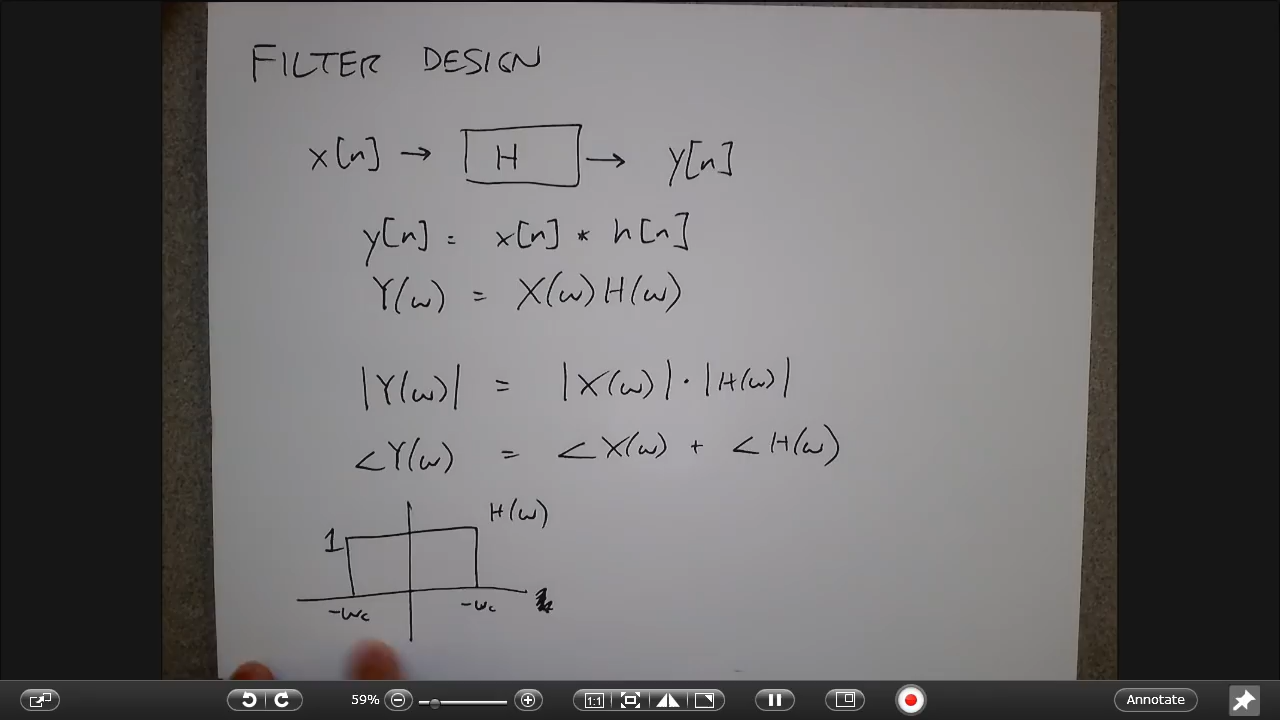 FILTER DESIGN
x[n] → H → y[n]
y[n] = x[n] * h[n]
Y(ω) = X(ω)H(ω)
|Y(ω)| = |X(ω)| · |H(ω)|
∠Y(ω) = ∠X(ω) + ∠H(ω)
H(ω)
1
-ωc -ωc
59% 1:1 Annotate